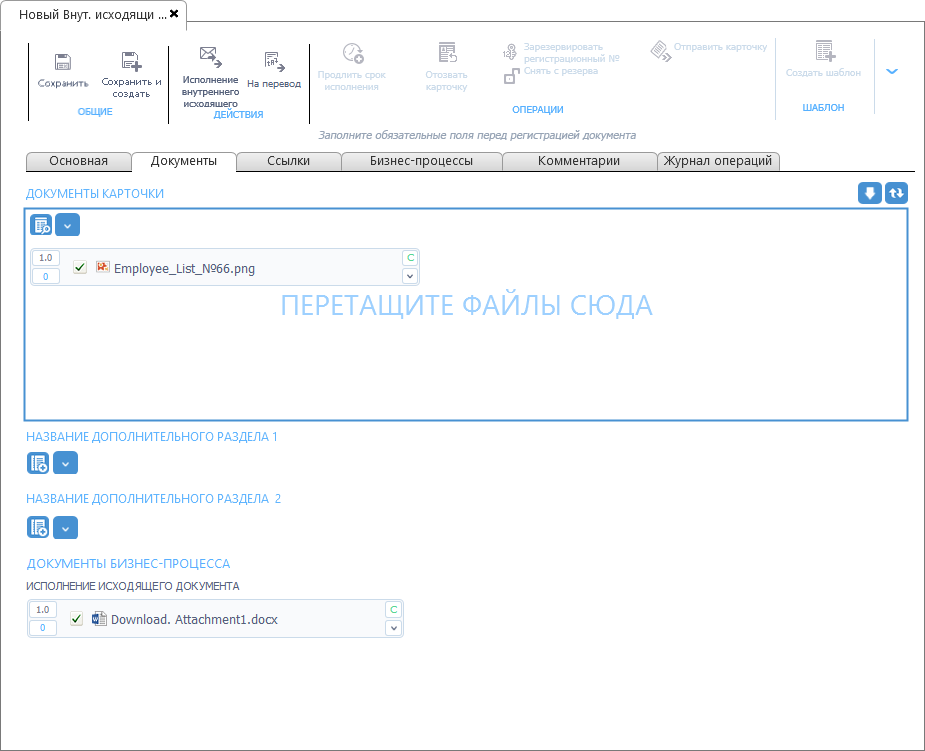 Новый Внут. исходящи ...
Сохранить
Сохранить и
создать
ОБЩИЕ
Исполнение
внутреннего
исходящего
На перевод
ДЕЙСТВИЯ
Продлить срок
исполнения
Отозвать
карточку
Зарезервировать
регистрационный №
Снять с резерва
Отправить карточку
ОПЕРАЦИИ
Создать шаблон
ШАБЛОН
Заполните обязательные поля перед регистрацией документа
Основная Документы Ссылки Бизнес-процессы Комментарии Журнал операций
ДОКУМЕНТЫ КАРТОЧКИ
1.0
0
Employee_List_№66.png
C
ПЕРЕТАЩИТЕ ФАЙЛЫ СЮДА
НАЗВАНИЕ ДОПОЛНИТЕЛЬНОГО РАЗДЕЛА 1
НАЗВАНИЕ ДОПОЛНИТЕЛЬНОГО РАЗДЕЛА 2
ДОКУМЕНТЫ БИЗНЕС-ПРОЦЕССА
ИСПОЛНЕНИЕ ИСХОДЯЩЕГО ДОКУМЕНТА
1.0
0
Download. Attachment1.docx
C